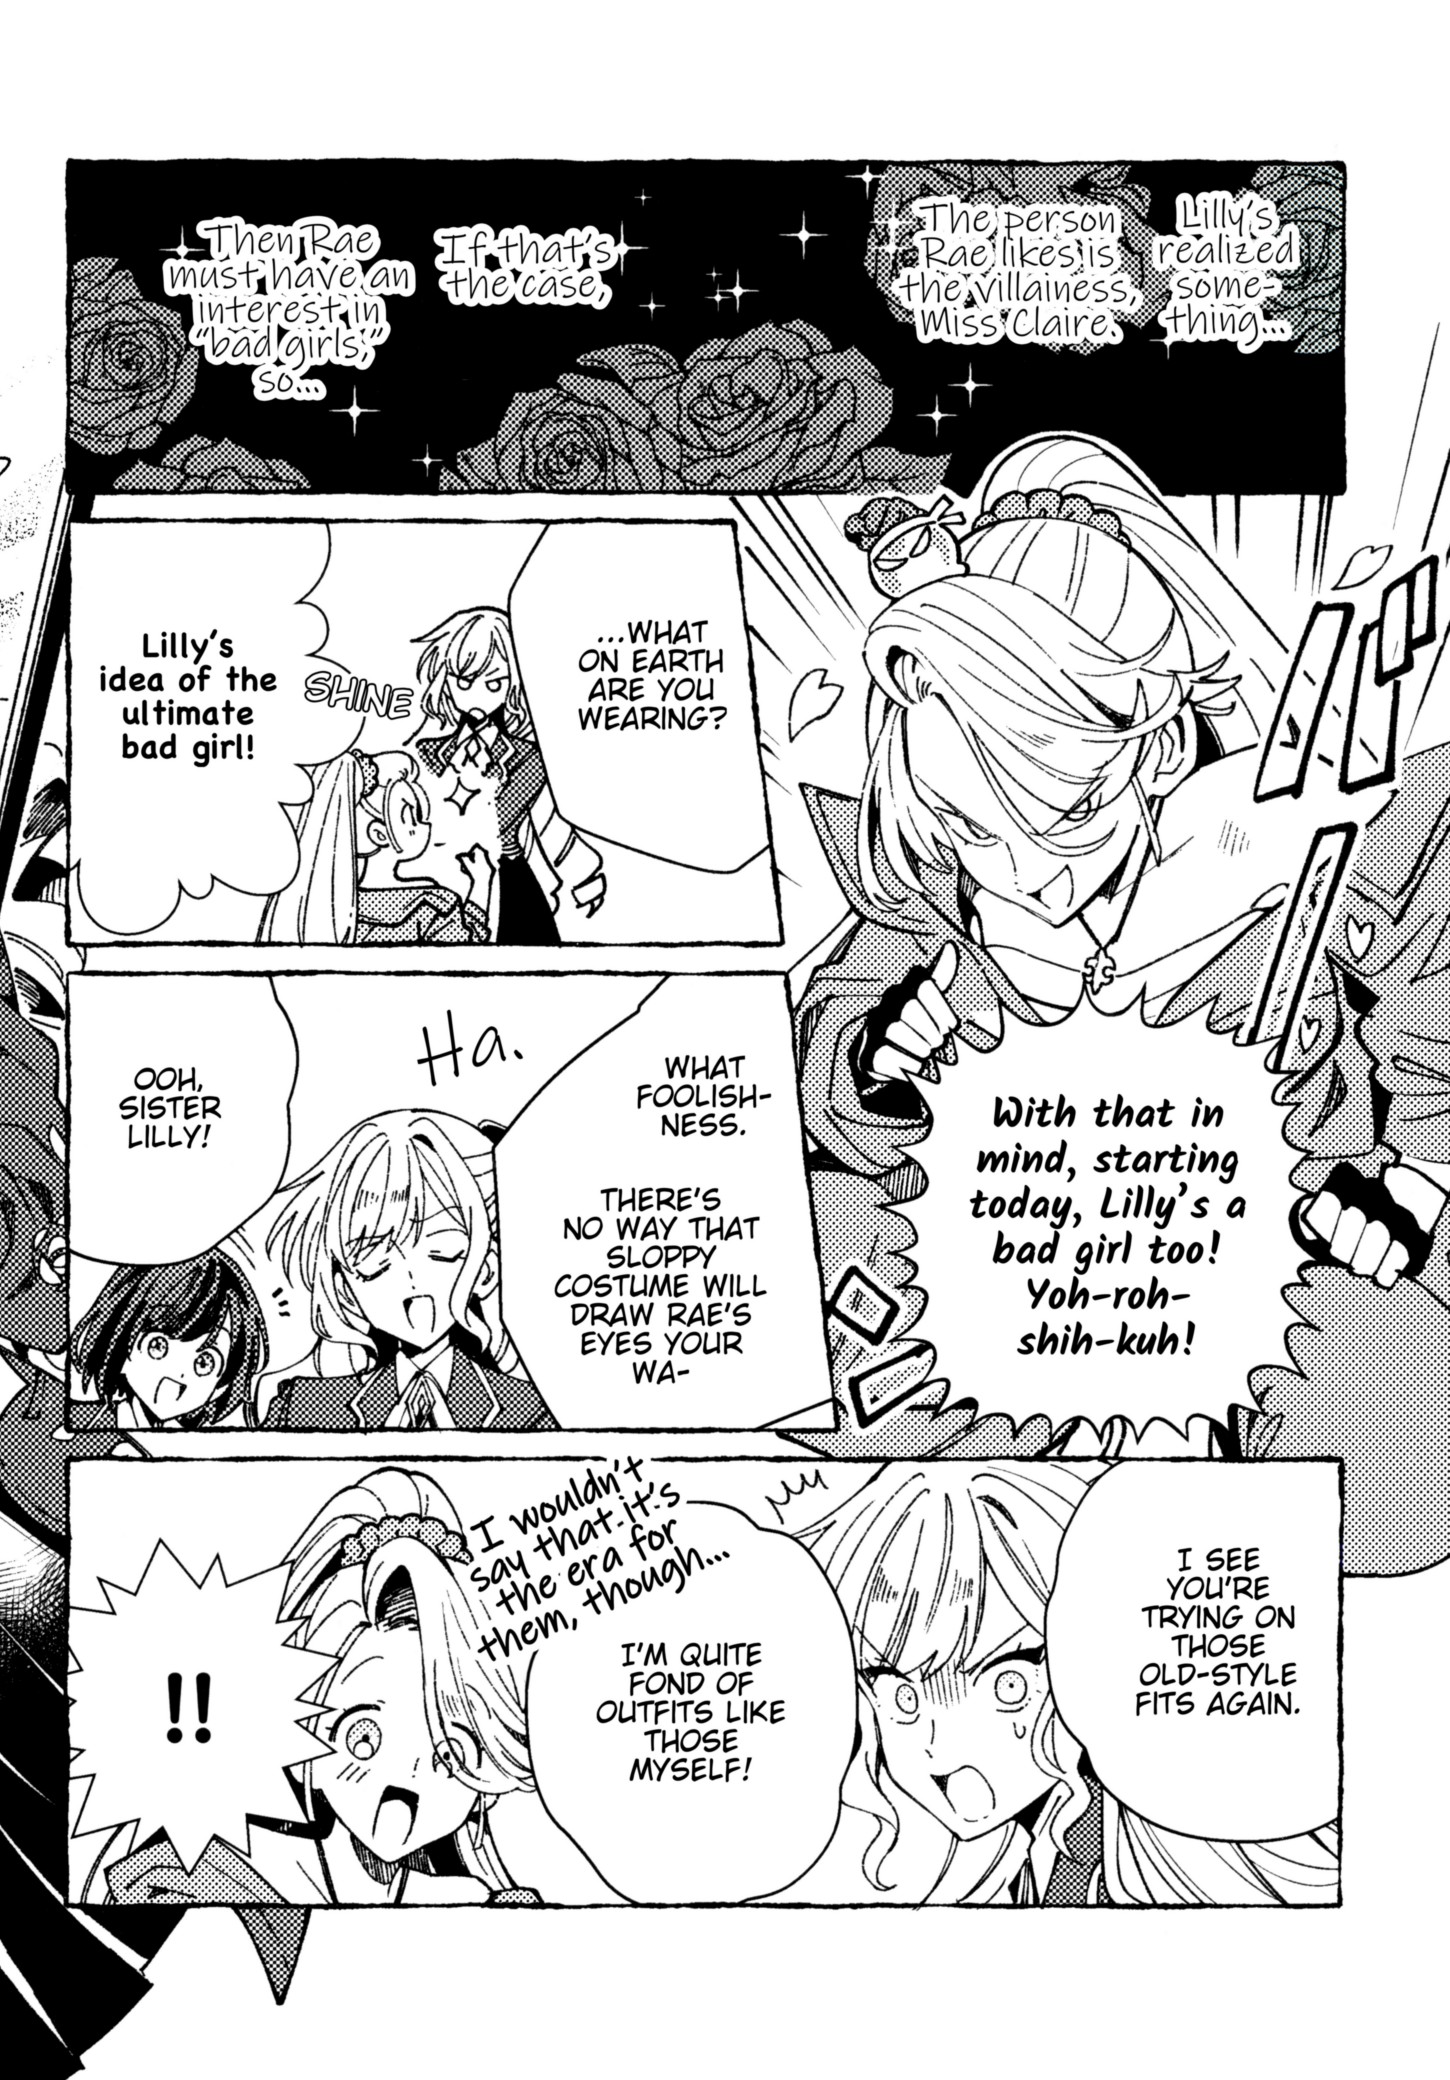 Lilly's
realized
some-
thing...
The person
Rae likes is
the villainess,
Miss Claire.
If that's
the case,
Then Rae
must have an
interest in
"bad girls,"
so...
バ
ン
With that in
mind, starting
today, Lilly's a
bad girl too!
Yoh-roh-
shih-kuh!
...WHAT
ON EARTH
ARE YOU
WEARING?
SHINE
Lilly's
idea of the
ultimate
bad girl!
WHAT
FOOLISH-
NESS.
THERE'S
NO WAY THAT
SLOPPY
COSTUME WILL
DRAW RAE'S
EYES YOUR
WA-
Ha.
OOH,
SISTER
LILLY!
I SEE
YOU'RE
TRYING ON
THOSE
OLD-STYLE
FITS AGAIN.
I'M QUITE
FOND OF
OUTFITS LIKE
THOSE
MYSELF!
I wouldn't
say that it's
the era for
them, though...
!!